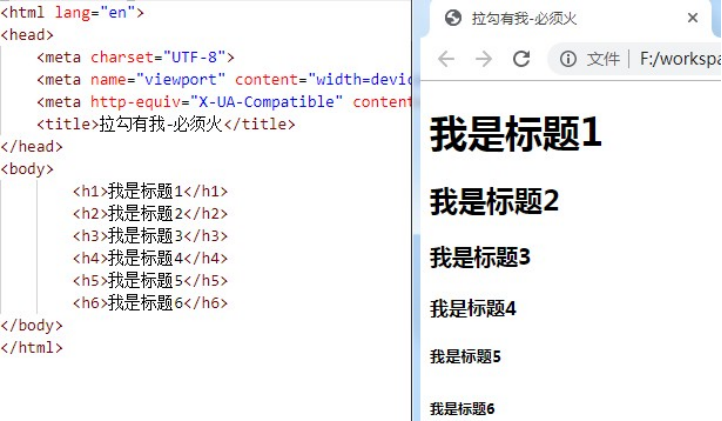 <html lang="en">
<head>
<meta charset="UTF-8">
<meta name="viewport" content="width=devic
<meta http-equiv="X-UA-Compatible" content
<title>拉勾有我-必须火</title>
</head>
<body>
<h1>我是标题1</h1>
<h2>我是标题2</h2>
<h3>我是标题3</h3>
<h4>我是标题4</h4>
<h5>我是标题5</h5>
<h6>我是标题6</h6>
</body>
</html>
拉勾有我-必须火
文件 | F:/workspa
我是标题1
我是标题2
我是标题3
我是标题4
我是标题5
我是标题6